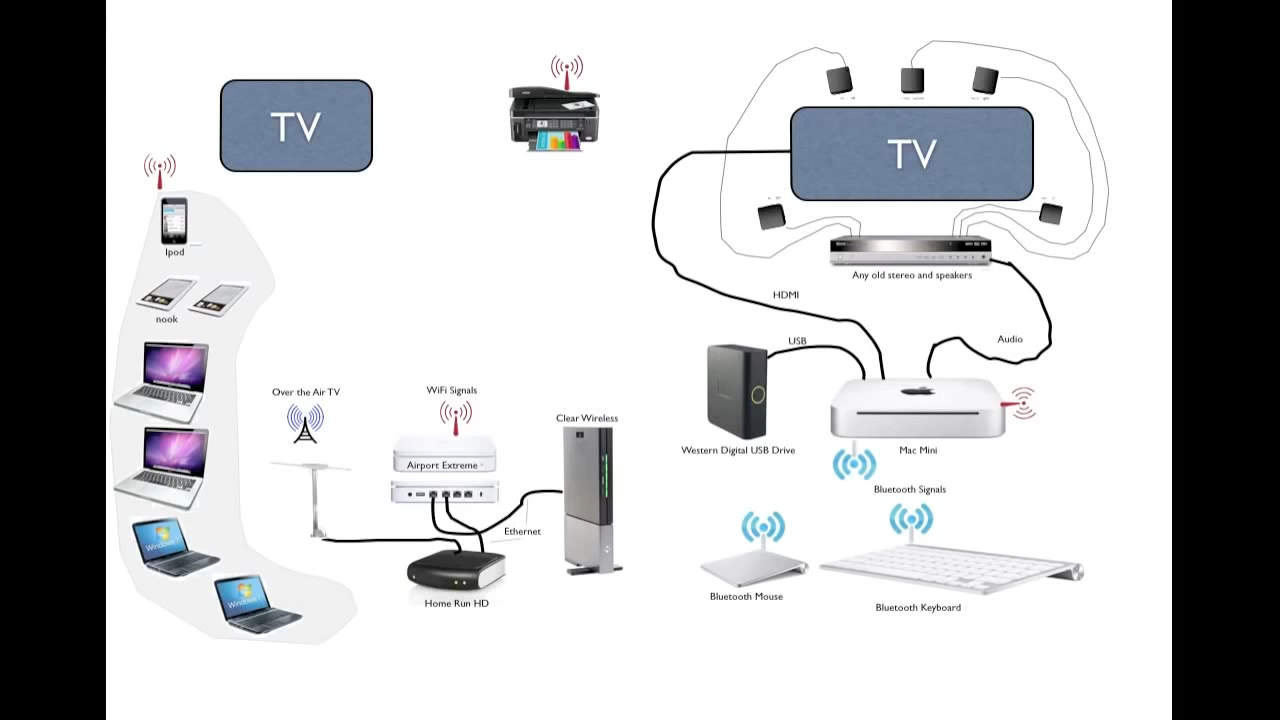 TV
TV
Ipod
Any old stereo and speakers
HDMI
nook
USB
Audio
Over the Air TV
WiFi Signals
Clear Wireless
Western Digital USB Drive
Mac Mini
Airport Extreme
Bluetooth Signals
Ethernet
Windows
Windows
Home Run HD
Bluetooth Mouse
Bluetooth Keyboard